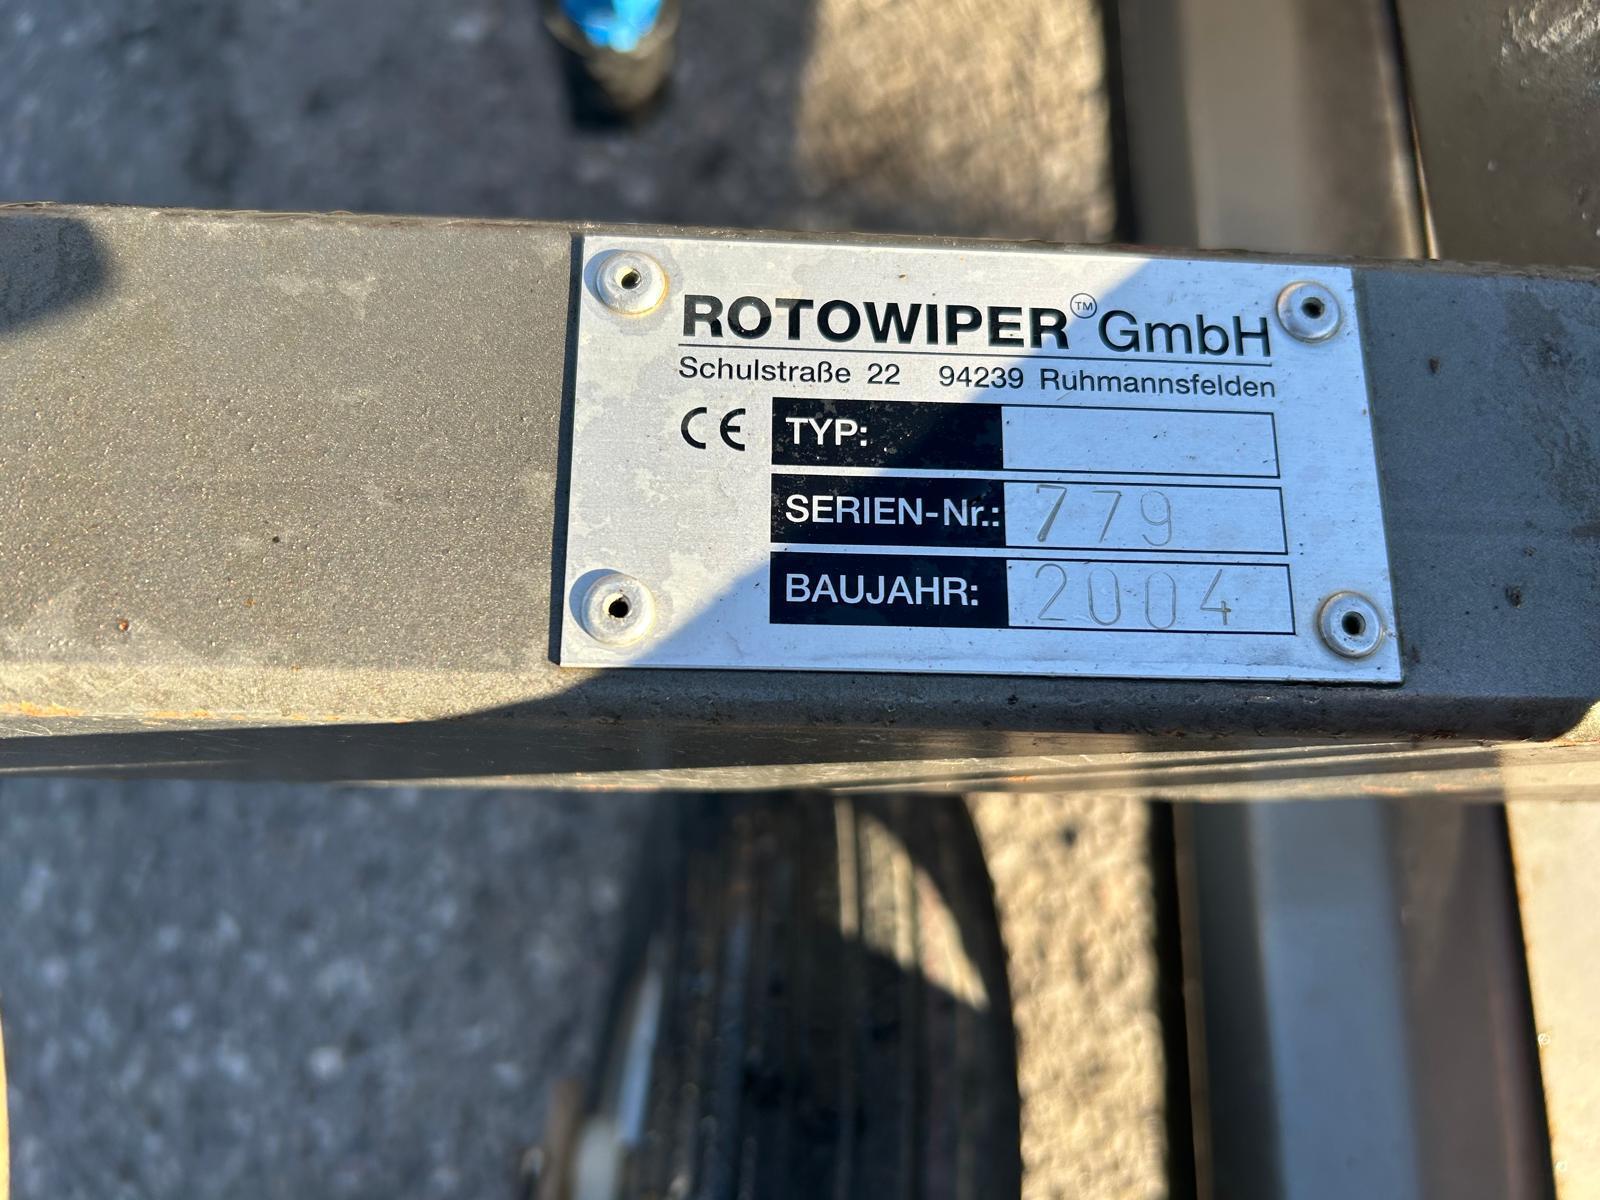 ROTOWIPER™ GmbH
Schulstraße 22 94239 Ruhmannsfelden
CE TYP:
SERIEN-Nr.: 779
BAUJAHR: 2004